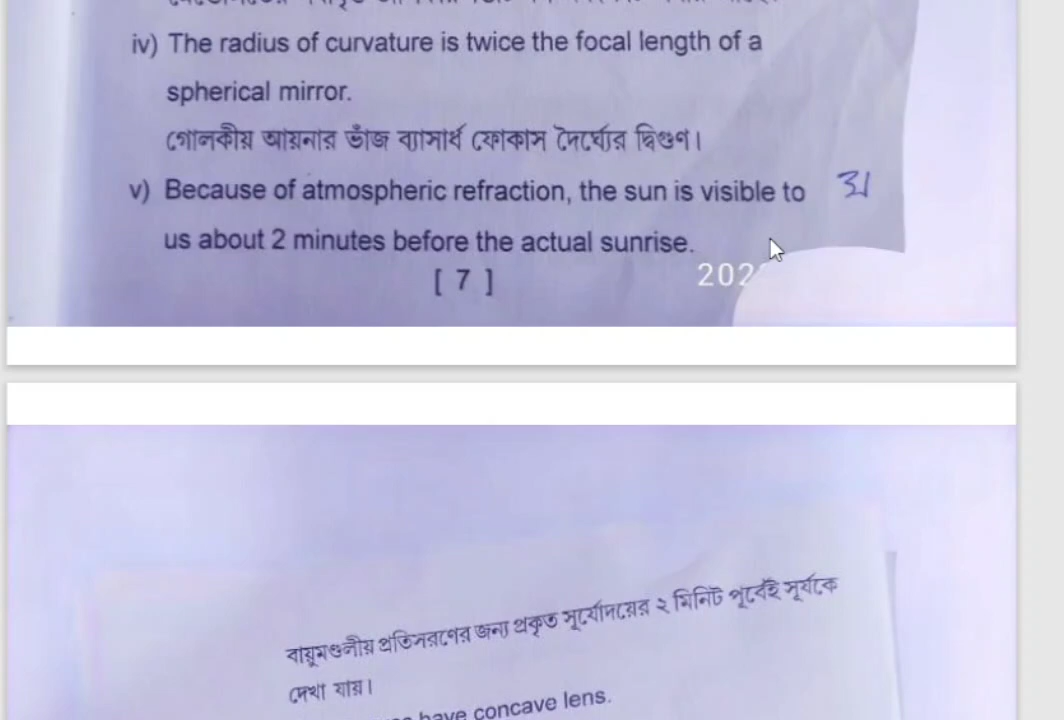 iv) The radius of curvature is twice the focal length of a
spherical mirror.
গোলকীয় আয়নার ভাঁজ ব্যাসার্ধ ফোকাস দৈর্ঘ্যের দ্বিগুণ।
v) Because of atmospheric refraction, the sun is visible to
us about 2 minutes before the actual sunrise.
[ 7 ]
202
বায়ুমণ্ডলীয় প্রতিসরণের জন্য প্রকৃত সূর্যোদয়ের ২ মিনিট পূৰ্বেই সূর্যকে
দেখা যায়।
have concave lens.